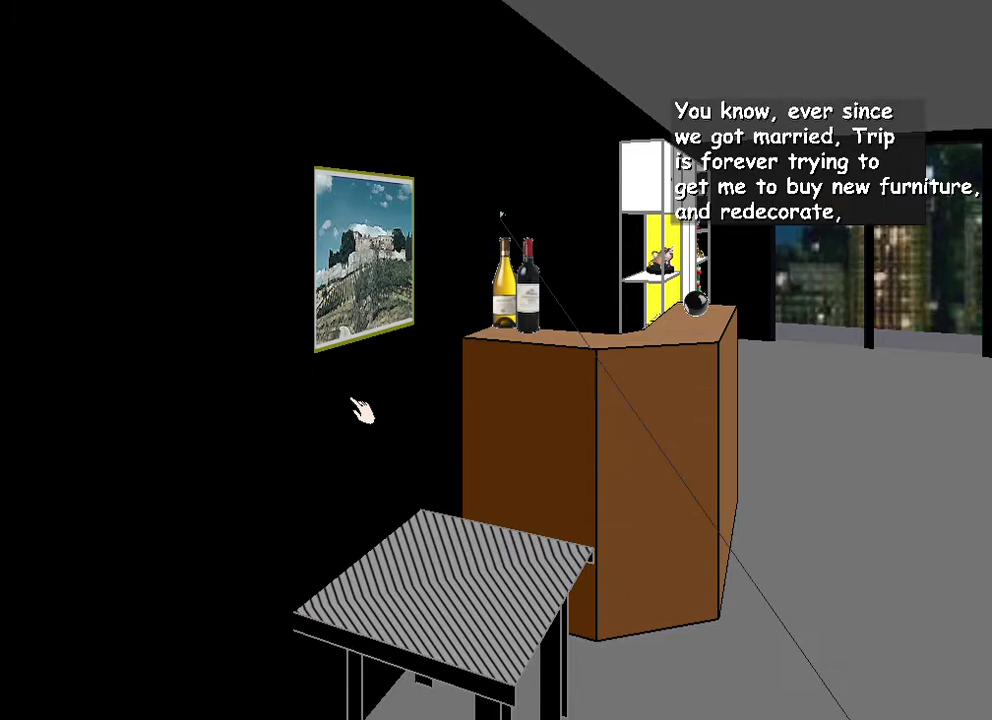 You know, ever since
we got married, Trip
is forever trying to
get me to buy new furniture,
and redecorate,